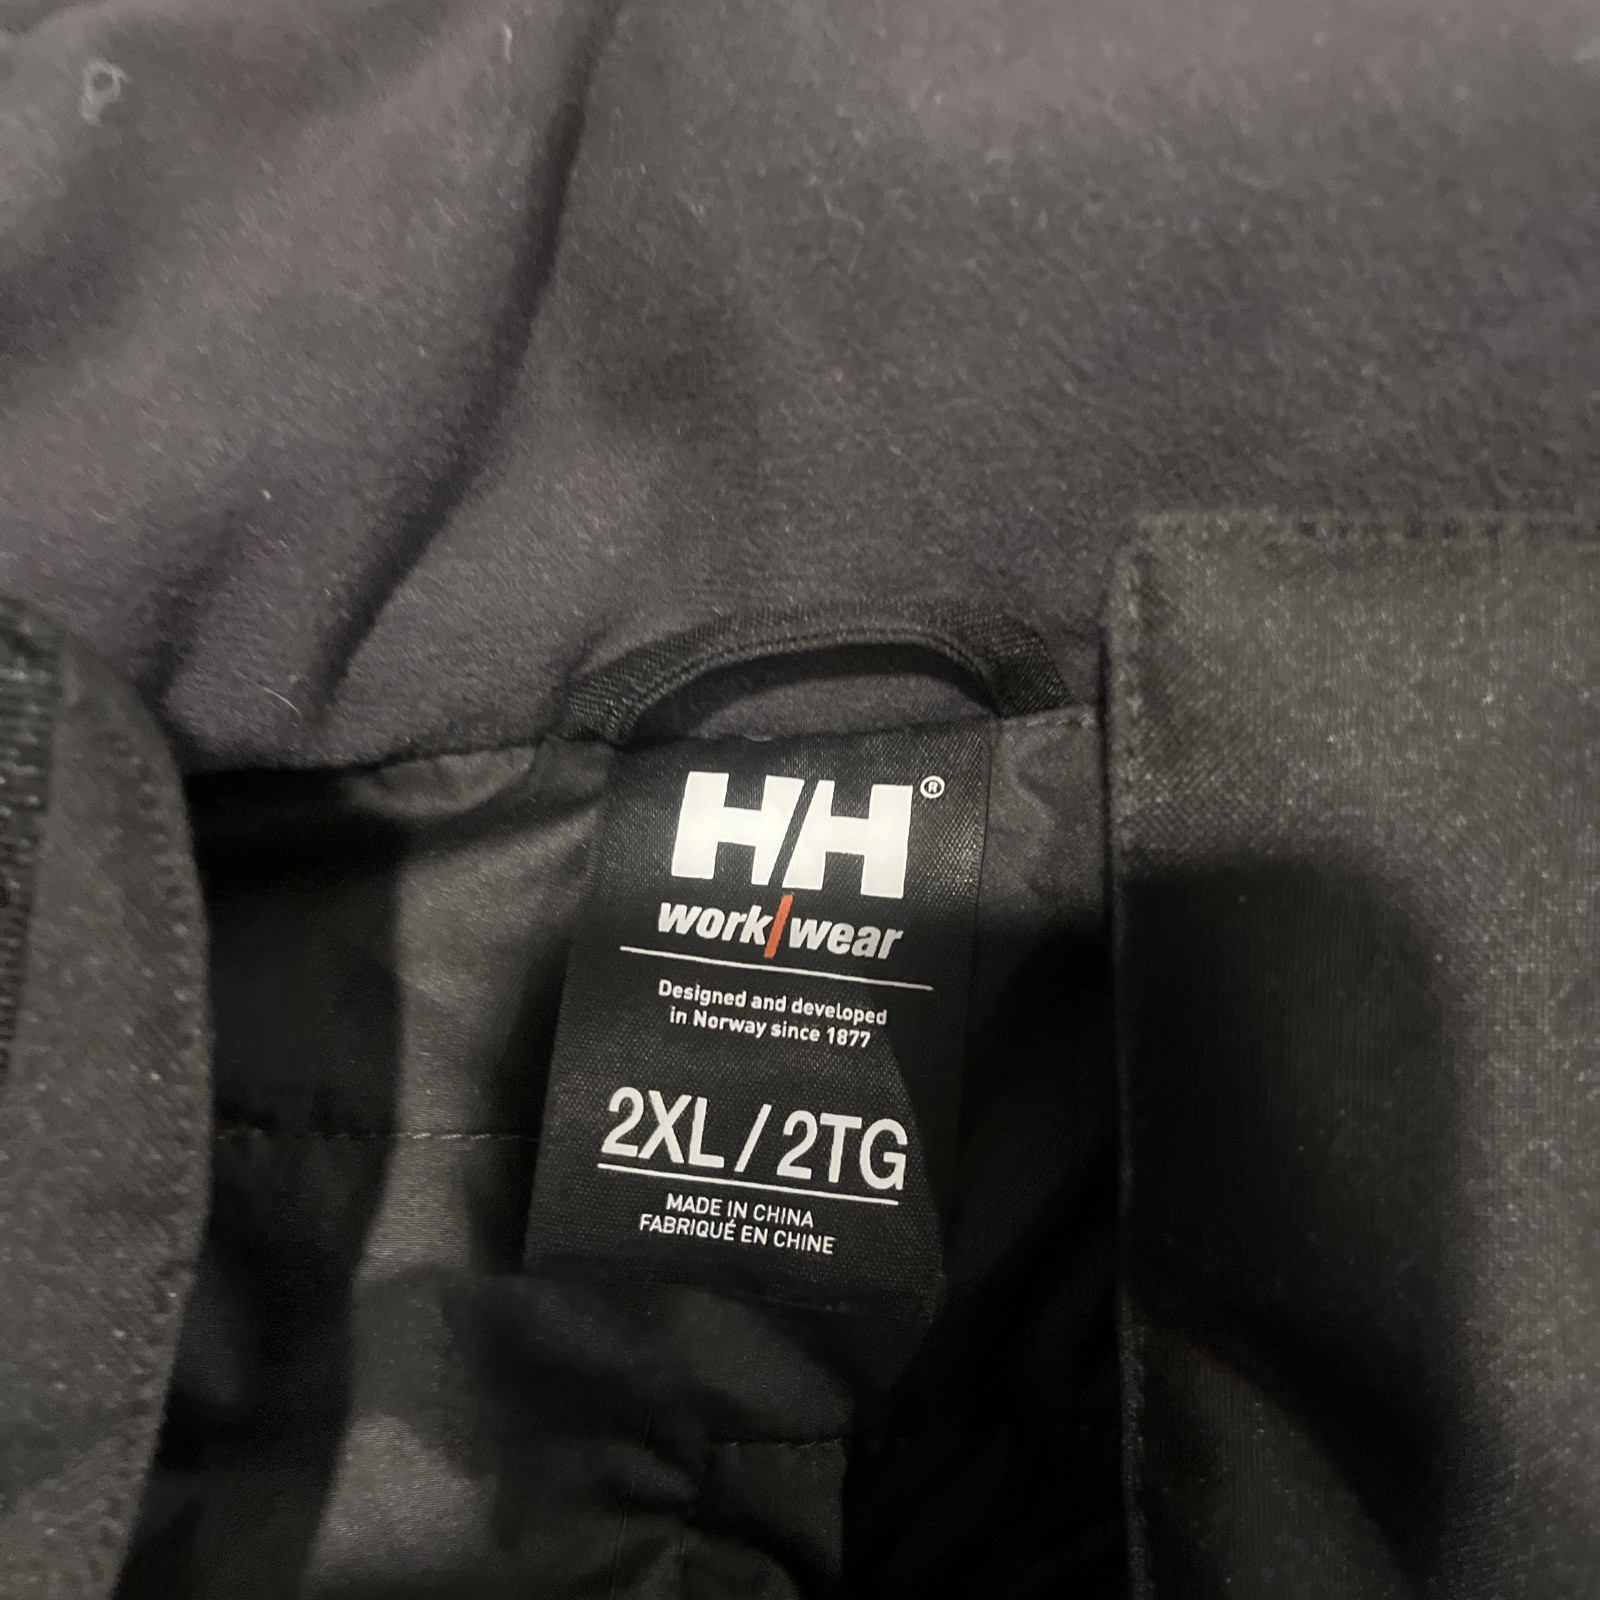 HH®
work/wear
Designed and developed
in Norway since 1877
2XL / 2TG
MADE IN CHINA
FABRIQUÉ EN CHINE